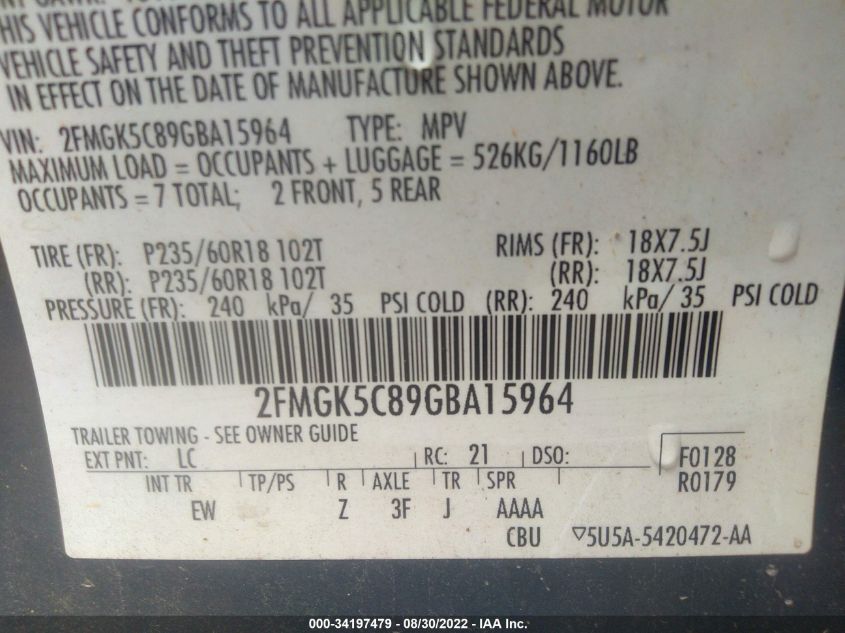 THIS VEHICLE CONFORMS TO ALL APPLICABLE FEDERAL MOTOR
VEHICLE SAFETY AND THEFT PREVENTION STANDARDS
IN EFFECT ON THE DATE OF MANUFACTURE SHOWN ABOVE.
VIN: 2FMGK5C89GBA15964 TYPE: MPV
MAXIMUM LOAD = OCCUPANTS + LUGGAGE = 526KG/1160LB
OCCUPANTS = 7 TOTAL; 2 FRONT, 5 REAR
TIRE (FR): P235/60R18 102T RIMS (FR): 18X7.5J
(RR): P235/60R18 102T (RR): 18X7.5J
PRESSURE (FR): 240 kPa/ 35 PSI COLD (RR): 240 kPa/ 35 PSI COLD
2FMGK5C89GBA15964
TRAILER TOWING - SEE OWNER GUIDE
EXT PNT: LC RC: 21 DSO: F0128
INT TR TP/PS R AXLE TR SPR R0179
EW Z 3F J AAAA
CBU ▽5U5A-5420472-AA
000-34197479 - 08/30/2022 - IAA Inc.